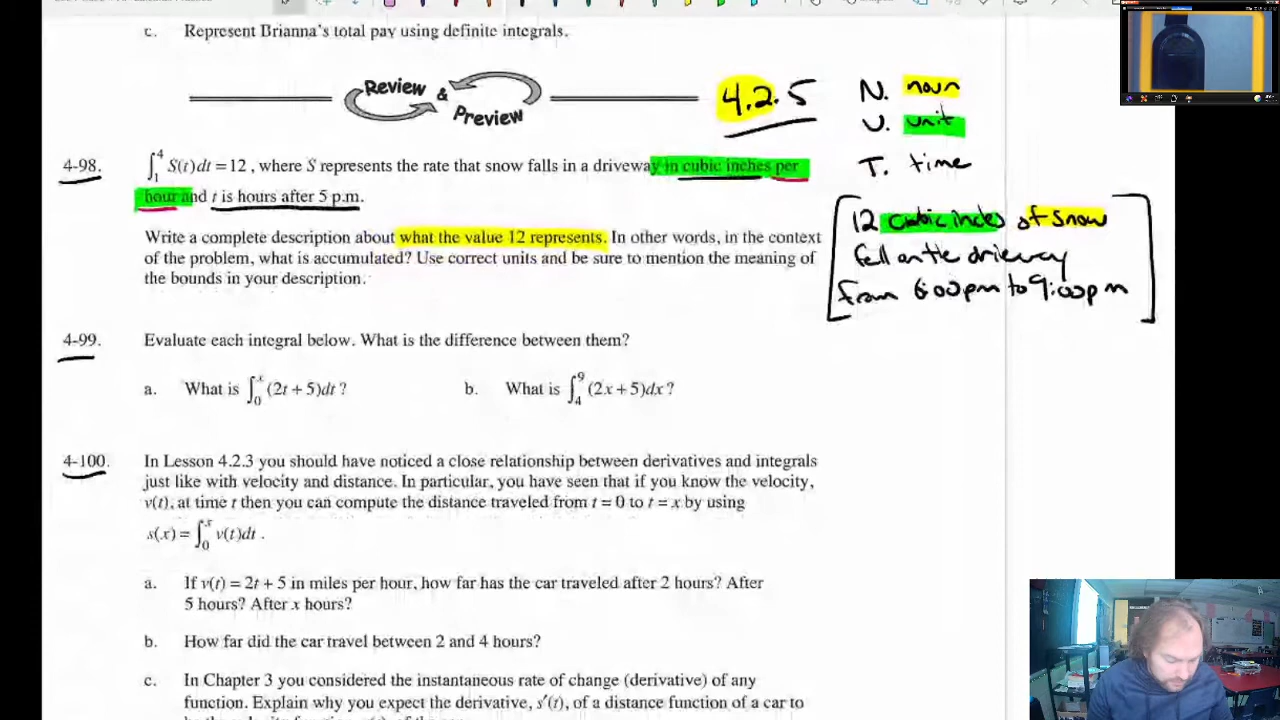 c. Represent Brianna's total pay using definite integrals.
Review & Preview
4.2.5
N. noun
U. unit
T. time
4-98. ∫₁⁴ S(t)dt = 12, where S represents the rate that snow falls in a driveway in cubic inches per
hour and t is hours after 5 p.m.
Write a complete description about what the value 12 represents. In other words, in the context
of the problem, what is accumulated? Use correct units and be sure to mention the meaning of
the bounds in your description.
12 cubic inches of snow
fell on the driveway
from 6:00pm to 9:00pm
4-99. Evaluate each integral below. What is the difference between them?
a. What is ∫₀ˣ (2t + 5)dt ?
b. What is ∫₄⁹ (2x + 5)dx ?
4-100. In Lesson 4.2.3 you should have noticed a close relationship between derivatives and integrals
just like with velocity and distance. In particular, you have seen that if you know the velocity,
v(t), at time t then you can compute the distance traveled from t = 0 to t = x by using
s(x) = ∫₀ˣ v(t)dt .
a. If v(t) = 2t + 5 in miles per hour, how far has the car traveled after 2 hours? After
5 hours? After x hours?
b. How far did the car travel between 2 and 4 hours?
c. In Chapter 3 you considered the instantaneous rate of change (derivative) of any
function. Explain why you expect the derivative, s′(t), of a distance function of a car to